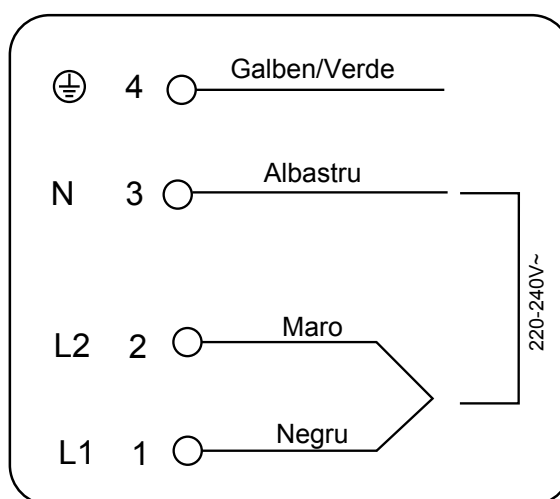 4 Galben/Verde
N 3 Albastru
220-240V~
L2 2 Maro
L1 1 Negru